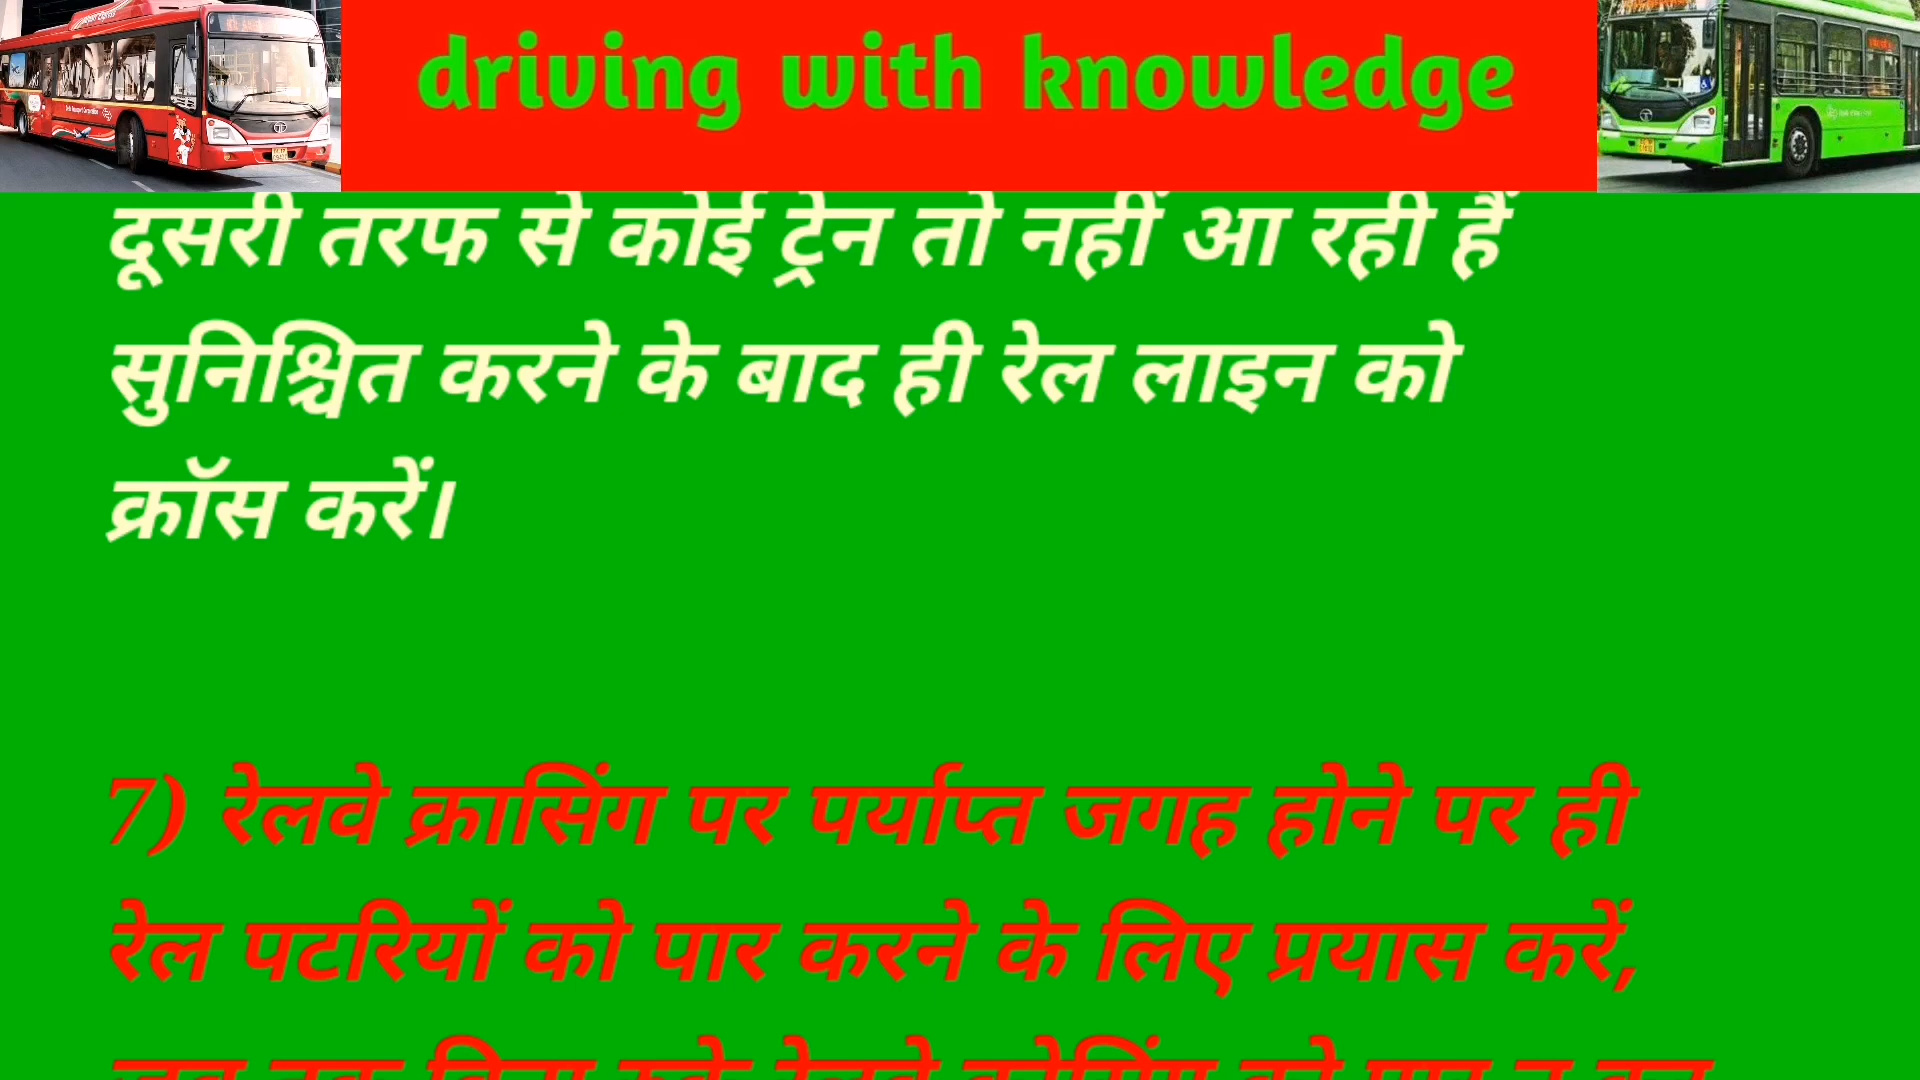 driving with knowledge
दूसरी तरफ से कोई ट्रेन तो नहीं आ रही हैं
सुनिश्चित करने के बाद ही रेल लाइन को
क्रॉस करें।
7) रेलवे क्रासिंग पर पर्याप्त जगह होने पर ही
रेल पटरियों को पार करने के लिए प्रयास करें,